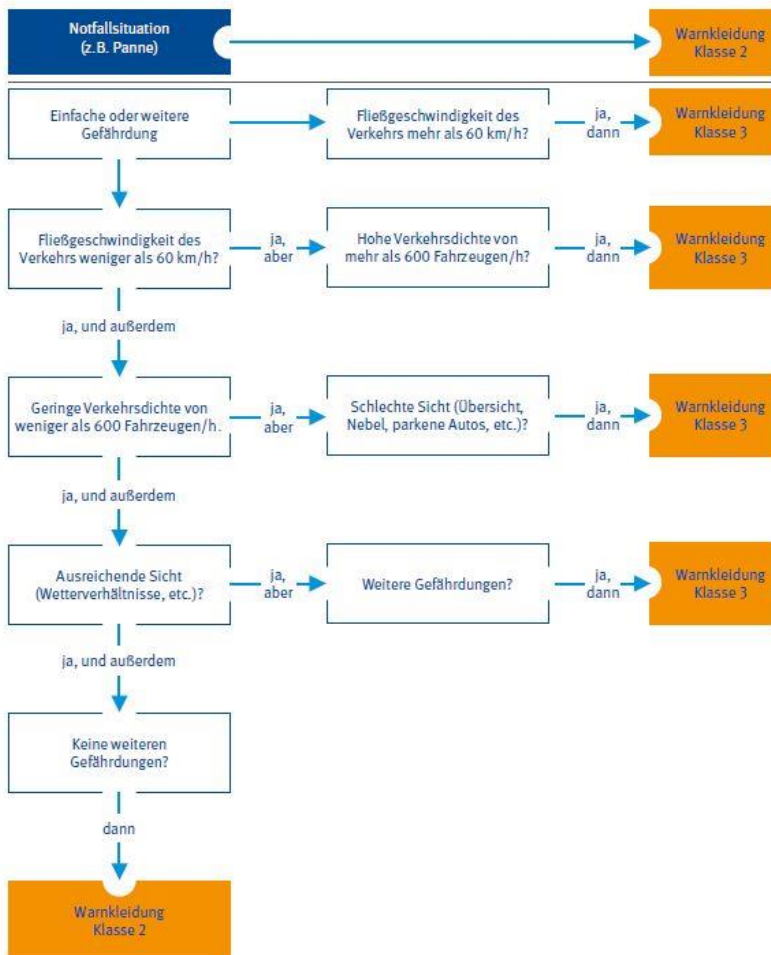 Notfallsituation
(z.B. Panne)
Warnkleidung
Klasse 2
Einfache oder weitere
Gefährdung
Fließgeschwindigkeit des
Verkehrs mehr als 60 km/h?
ja,
dann
Warnkleidung
Klasse 3
Fließgeschwindigkeit des
Verkehrs weniger als 60 km/h?
ja,
aber
Hohe Verkehrsdichte von
mehr als 600 Fahrzeugen/h?
ja,
dann
Warnkleidung
Klasse 3
ja, und außerdem
Geringe Verkehrsdichte von
weniger als 600 Fahrzeugen/h.
ja,
aber
Schlechte Sicht (Übersicht,
Nebel, parkene Autos, etc.)?
ja,
dann
Warnkleidung
Klasse 3
ja, und außerdem
Ausreichende Sicht
(Wetterverhältnisse, etc.)?
ja,
aber
Weitere Gefährdungen?
ja,
dann
Warnkleidung
Klasse 3
ja, und außerdem
Keine weiteren
Gefährdungen?
dann
Warnkleidung
Klasse 2